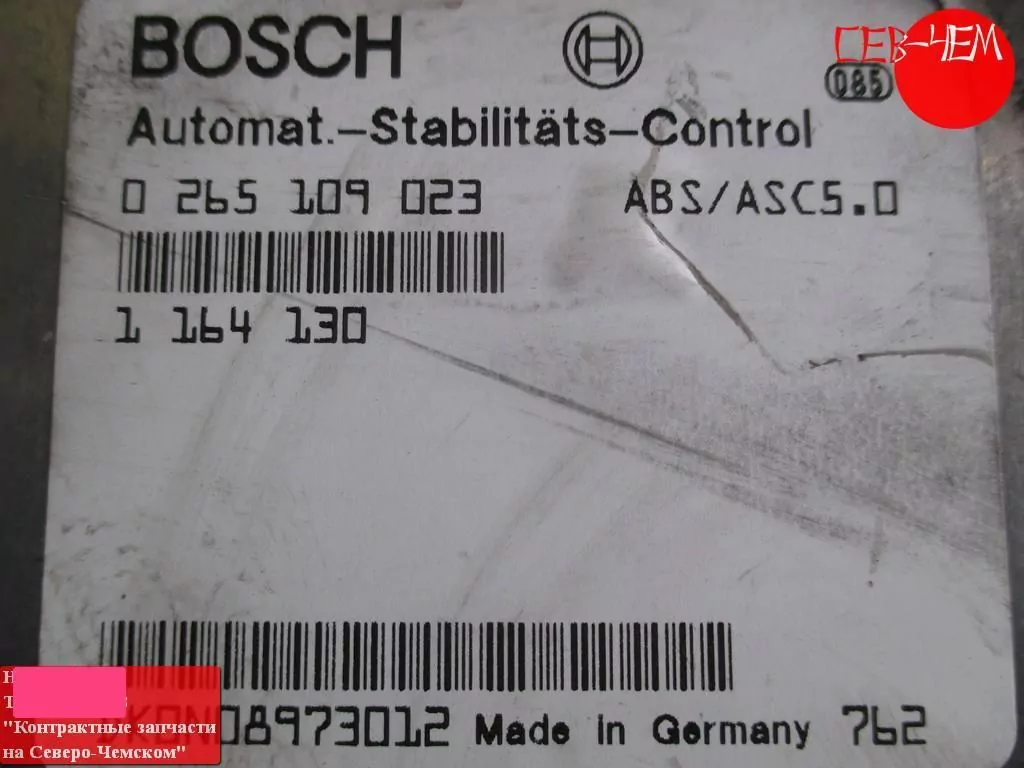 BOSCH
СЕВ-ЧЕМ
085
Automat.-Stabilitäts-Control
0 265 109 023 ABS/ASC5.0
1 164 130
08973012 Made in Germany 762
"Контрактные запчасти
на Северо-Чемском"